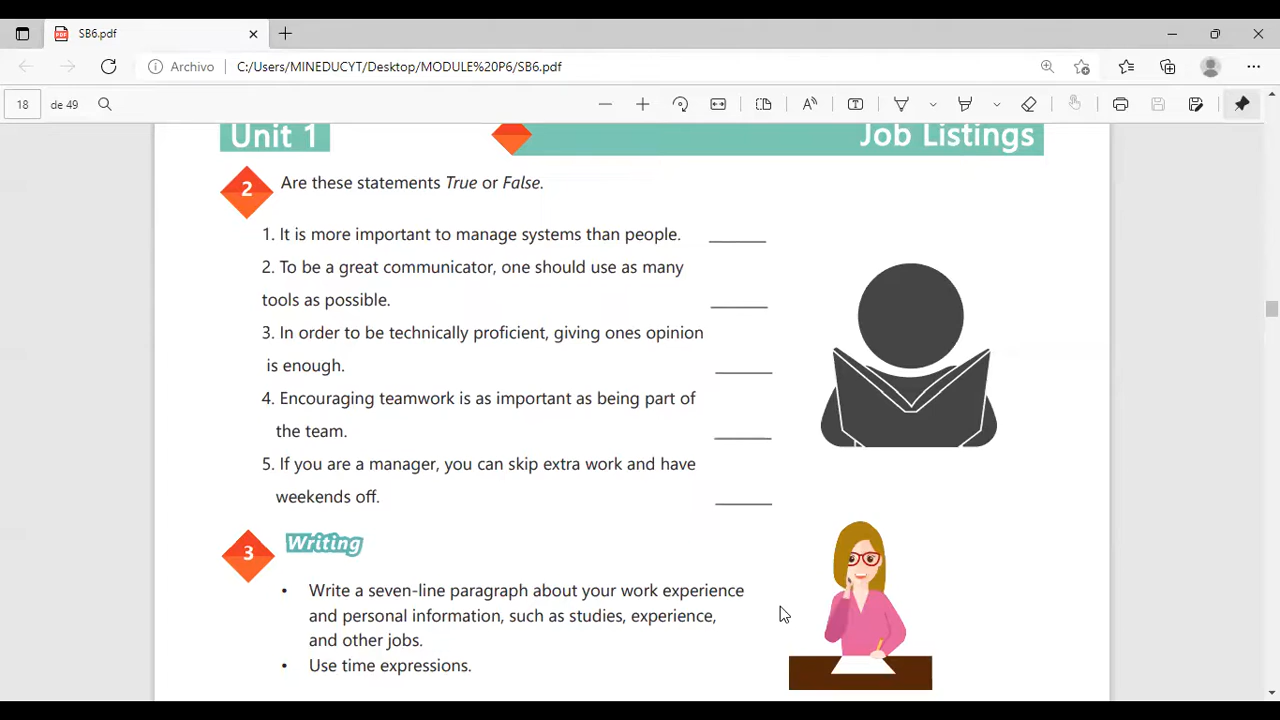 SB6.pdf
Archivo C:/Users/MINEDUCYT/Desktop/MODULE%20P6/SB6.pdf
18 de 49
Unit 1 Job Listings
2 Are these statements True or False.
1. It is more important to manage systems than people. ______
2. To be a great communicator, one should use as many
tools as possible. ______
3. In order to be technically proficient, giving ones opinion
is enough. ______
4. Encouraging teamwork is as important as being part of
the team. ______
5. If you are a manager, you can skip extra work and have
weekends off. ______
3 Writing
• Write a seven-line paragraph about your work experience
and personal information, such as studies, experience,
and other jobs.
• Use time expressions.